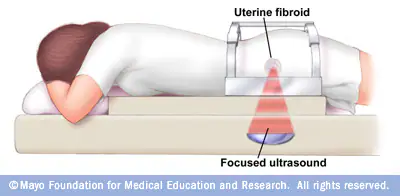 Uterine fibroid
Focused ultrasound
©Mayo Foundation for Medical Education and Research. All rights reserved.